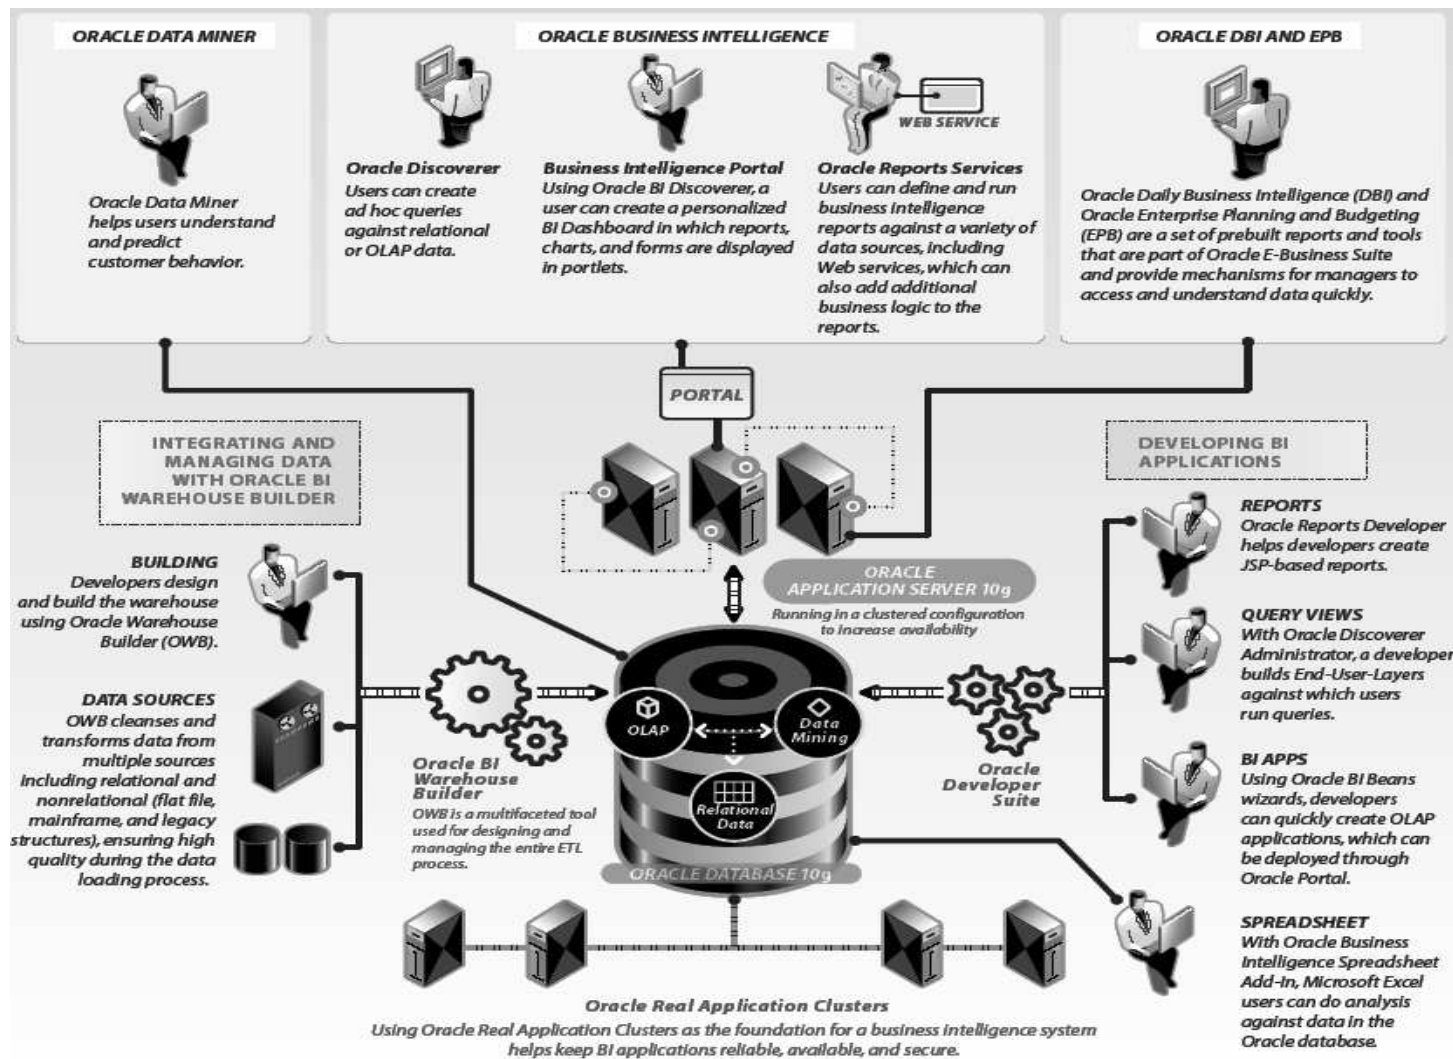 ORACLE DATA MINER
Oracle Data Miner
helps users understand
and predict
customer behavior.
ORACLE BUSINESS INTELLIGENCE
Oracle Discoverer
Users can create
ad hoc queries
against relational
or OLAP data.
Business Intelligence Portal
Using Oracle BI Discoverer, a
user can create a personalized
BI Dashboard in which reports,
charts, and forms are displayed
in portlets.
WEB SERVICE
Oracle Reports Services
Users can define and run
business intelligence
reports against a variety of
data sources, including
Web services, which can
also add additional
business logic to the
reports.
ORACLE DBI AND EPB
Oracle Daily Business Intelligence (DBI) and
Oracle Enterprise Planning and Budgeting
(EPB) are a set of prebuilt reports and tools
that are part of Oracle E-Business Suite
and provide mechanisms for managers to
access and understand data quickly.
PORTAL
INTEGRATING AND
MANAGING DATA
WITH ORACLE BI
WAREHOUSE BUILDER
BUILDING
Developers design
and build the warehouse
using Oracle Warehouse
Builder (OWB).
DATA SOURCES
OWB cleanses and
transforms data from
multiple sources
including relational and
nonrelational (flat file,
mainframe, and legacy
structures), ensuring high
quality during the data
loading process.
Oracle BI
Warehouse
Builder
OWB is a multifaceted tool
used for designing and
managing the entire ETL
process.
ORACLE
APPLICATION SERVER 10g
Running in a clustered configuration
to increase availability
OLAP
Data
Mining
Relational
Data
ORACLE DATABASE 10g
Oracle
Developer
Suite
DEVELOPING BI
APPLICATIONS
REPORTS
Oracle Reports Developer
helps developers create
JSP-based reports.
QUERY VIEWS
With Oracle Discoverer
Administrator, a developer
builds End-User-Layers
against which users
run queries.
BI APPS
Using Oracle BI Beans
wizards, developers
can quickly create OLAP
applications, which can
be deployed through
Oracle Portal.
SPREADSHEET
With Oracle Business
Intelligence Spreadsheet
Add-In, Microsoft Excel
users can do analysis
against data in the
Oracle database.
Oracle Real Application Clusters
Using Oracle Real Application Clusters as the foundation for a business intelligence system
helps keep BI applications reliable, available, and secure.